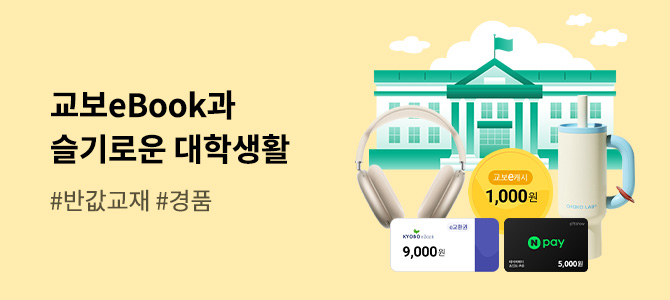 교보eBook과
슬기로운 대학생활
#반값교재 #경품
교보e캐시
1,000원
KYOBO eBook
e교환권
9,000원
N pay
5,000원